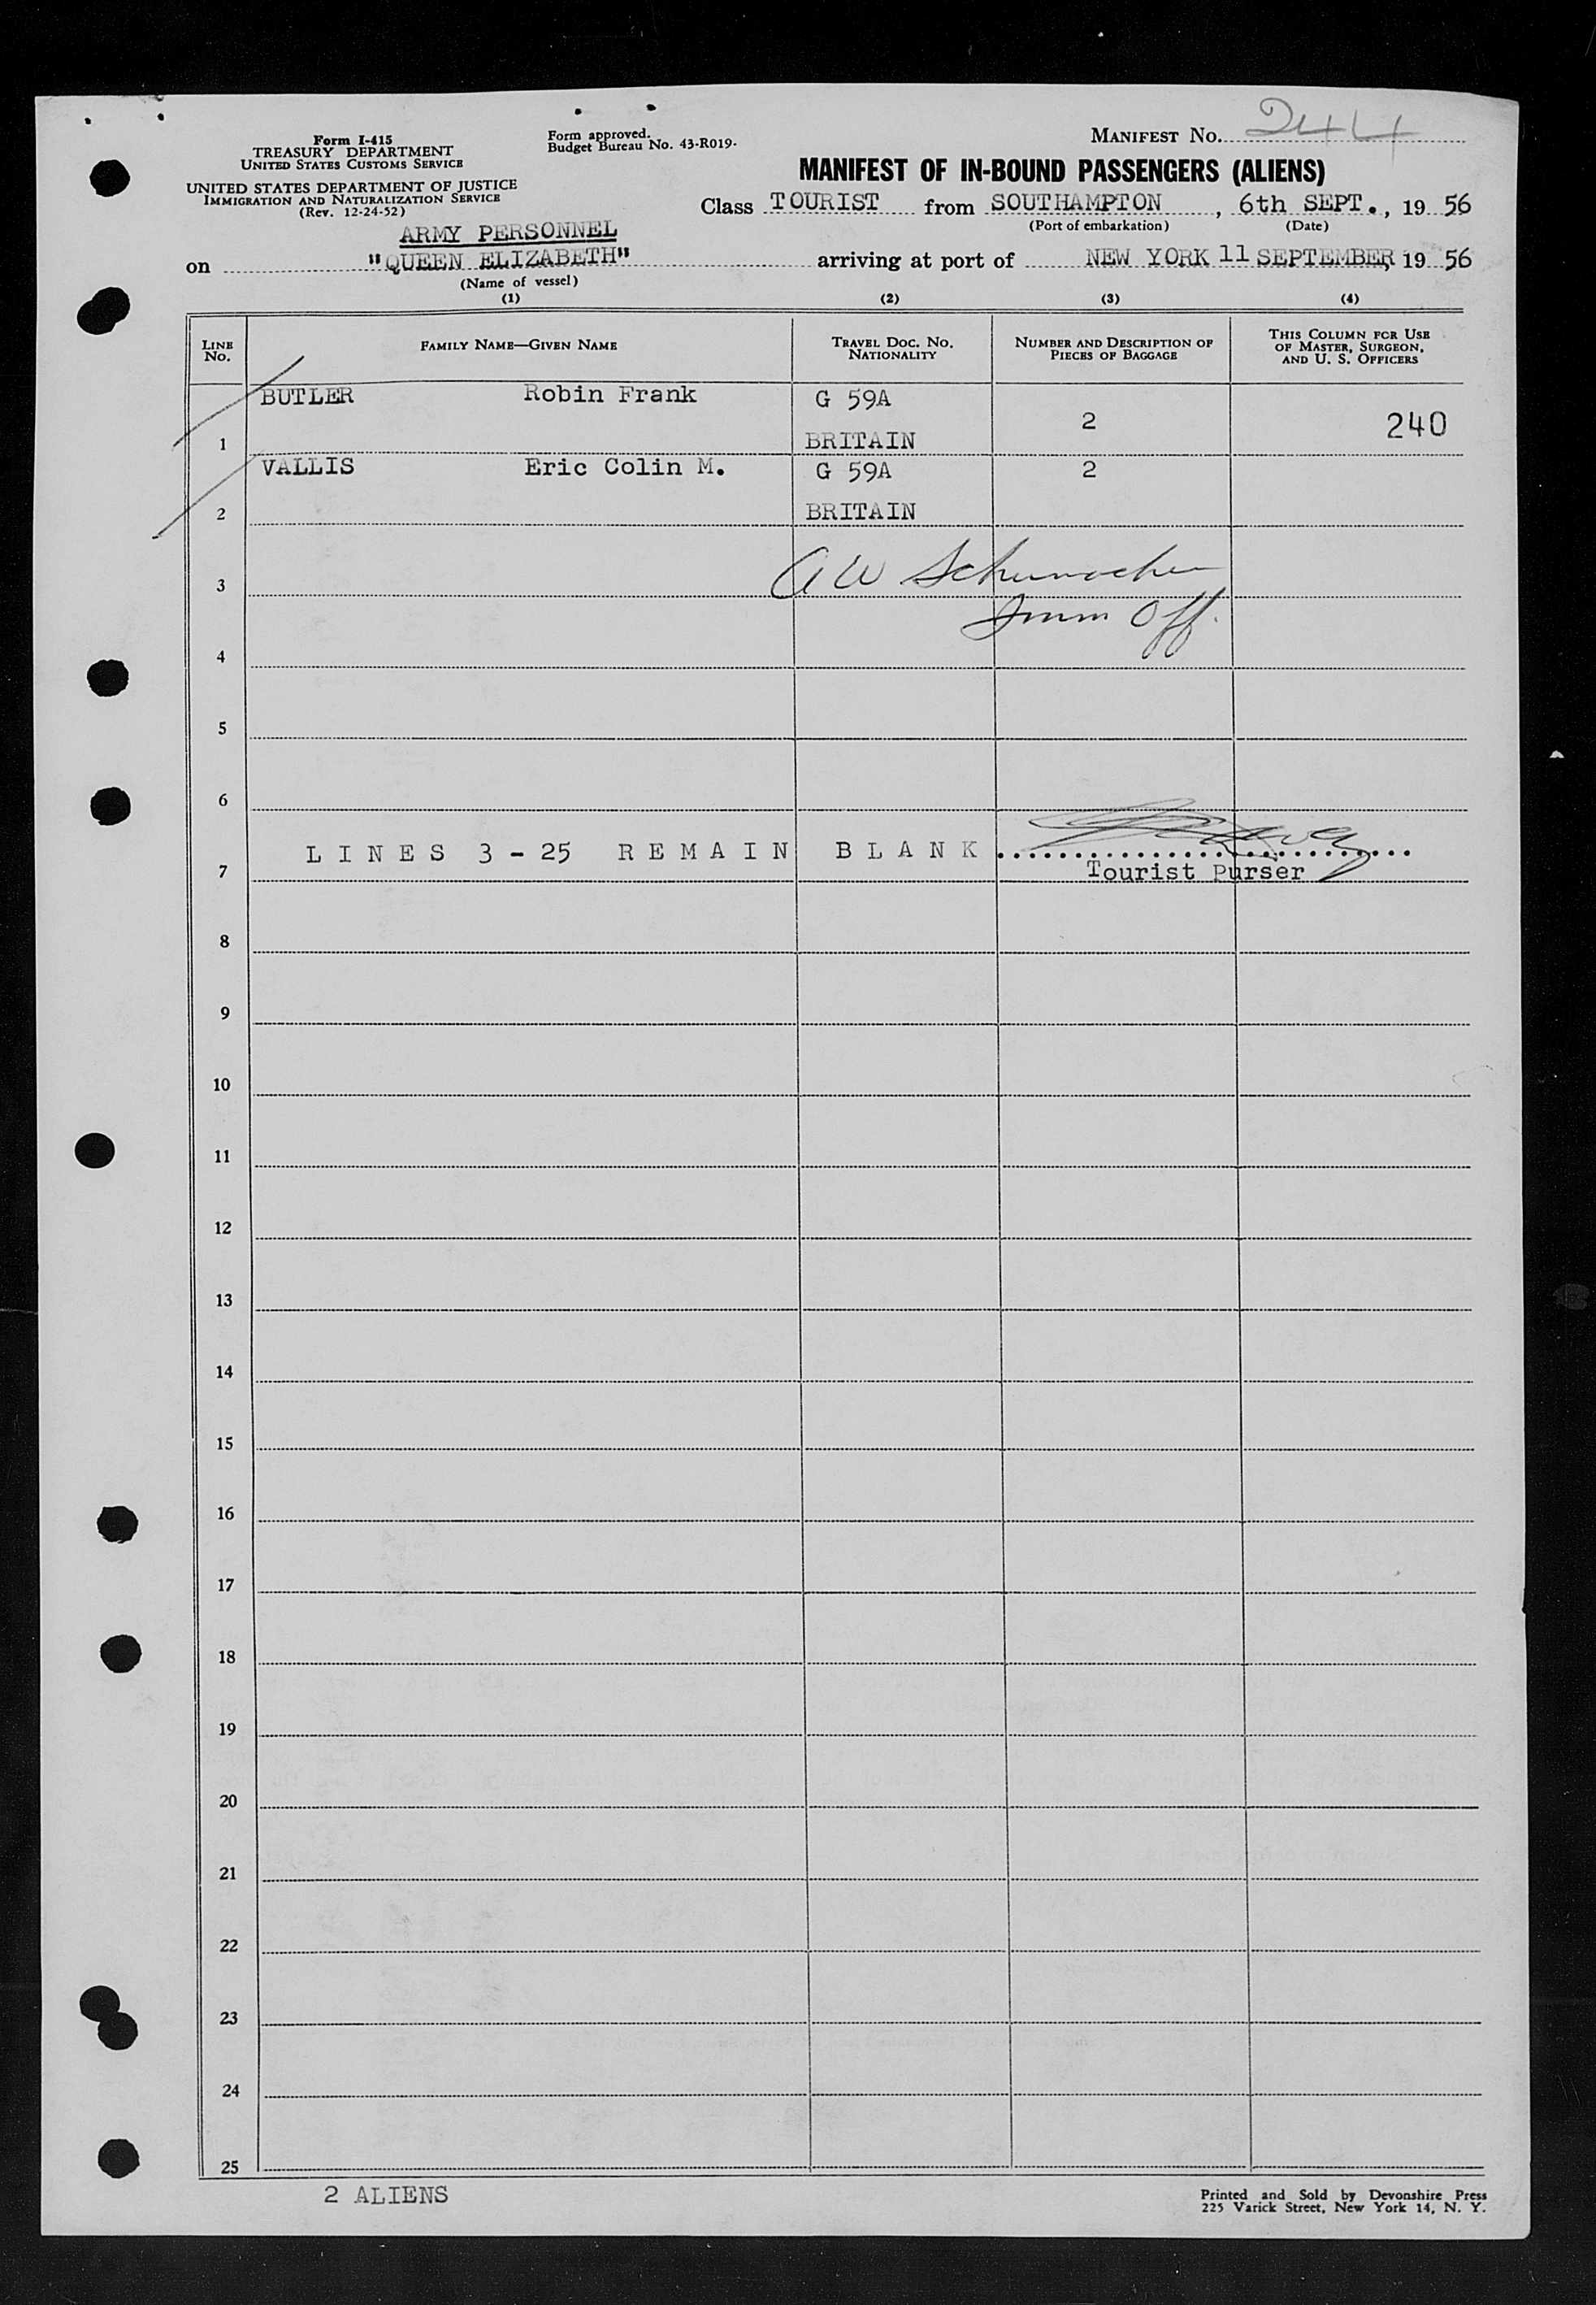 Form I-415
TREASURY DEPARTMENT
UNITED STATES CUSTOMS SERVICE
UNITED STATES DEPARTMENT OF JUSTICE
IMMIGRATION AND NATURALIZATION SERVICE
(Rev. 12-24-52)
Form approved.
Budget Bureau No. 43-R019.
MANIFEST No. 244
MANIFEST OF IN-BOUND PASSENGERS (ALIENS)
Class TOURIST from SOUTHAMPTON, 6th SEPT., 19 56
(Port of embarkation) (Date)
ARMY PERSONNEL
on "QUEEN ELIZABETH" arriving at port of NEW YORK 11 SEPTEMBER, 19 56
(Name of vessel)
(1) (2) (3) (4)
LINE No. FAMILY NAME—GIVEN NAME TRAVEL DOC. NO. NATIONALITY NUMBER AND DESCRIPTION OF PIECES OF BAGGAGE THIS COLUMN FOR USE OF MASTER, SURGEON, AND U. S. OFFICERS
BUTLER Robin Frank G 59A
1 BRITAIN 2 240
VALLIS Eric Colin M. G 59A 2
2 BRITAIN
3 A W Schumacher
Imm Off.
4
5
6
LINES 3-25 REMAIN BLANK
7 Tourist Purser
8
9
10
11
12
13
14
15
16
17
18
19
20
21
22
23
24
25
2 ALIENS
Printed and Sold by Devonshire Press
225 Varick Street, New York 14, N. Y.